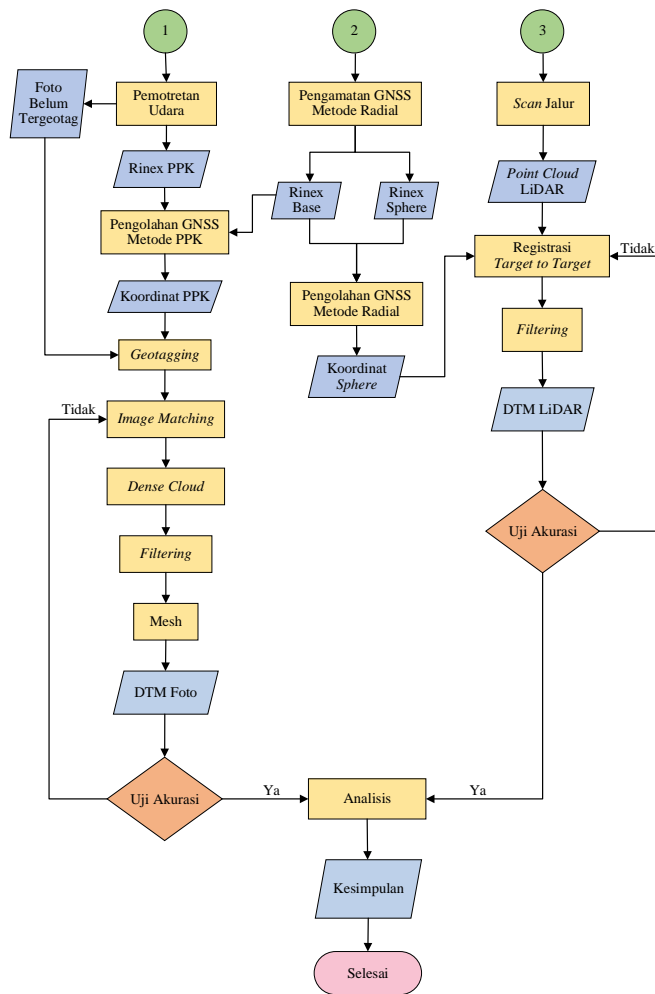 1
2
3
Foto
Belum
Tergeotag
Pemotretan
Udara
Pengamatan GNSS
Metode Radial
Scan Jalur
Rinex PPK
Rinex
Base
Rinex
Sphere
Point Cloud
LiDAR
Pengolahan GNSS
Metode PPK
Registrasi
Target to Target
Tidak
Koordinat PPK
Pengolahan GNSS
Metode Radial
Filtering
Geotagging
Koordinat
Sphere
Tidak
Image Matching
DTM LiDAR
Dense Cloud
Uji Akurasi
Filtering
Mesh
DTM Foto
Uji Akurasi
Ya
Analisis
Ya
Kesimpulan
Selesai